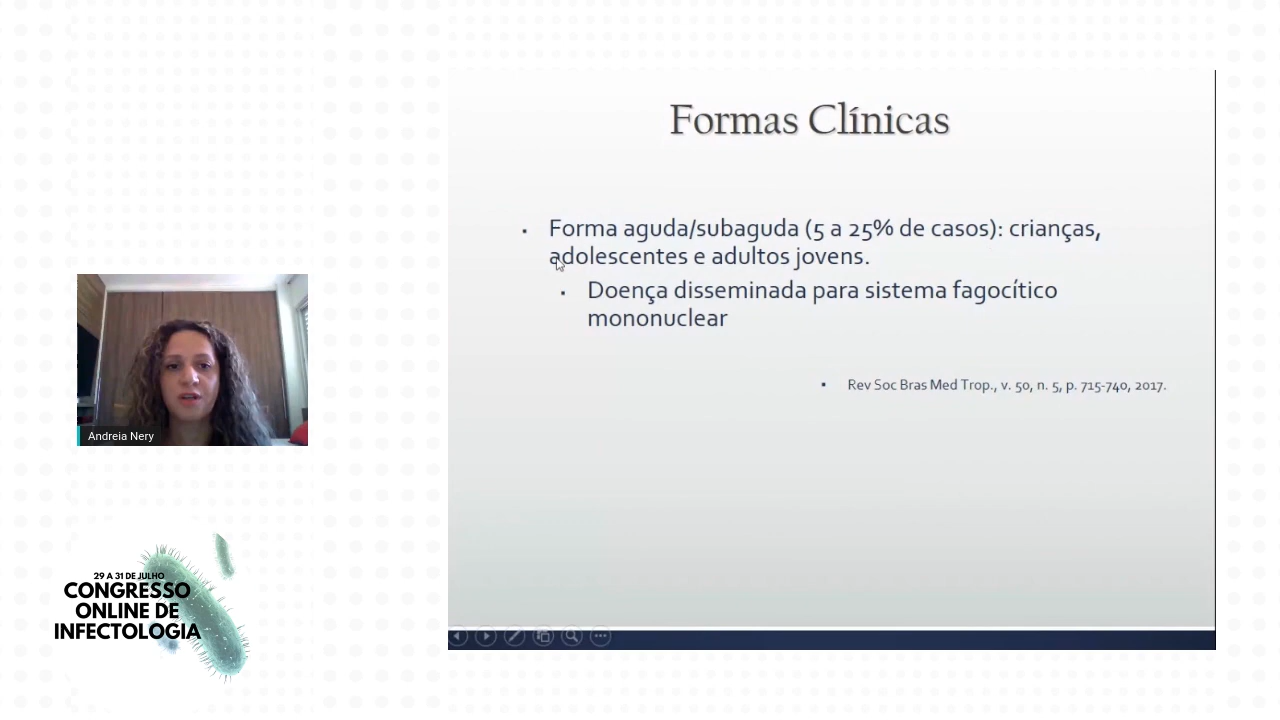 Formas Clínicas
Forma aguda/subaguda (5 a 25% de casos): crianças,
adolescentes e adultos jovens.
Doença disseminada para sistema fagocítico
mononuclear
Rev Soc Bras Med Trop., v. 50, n. 5, p. 715-740, 2017.
Andreia Nery
29 A 31 DE JULHO
CONGRESSO
ONLINE DE
INFECTOLOGIA